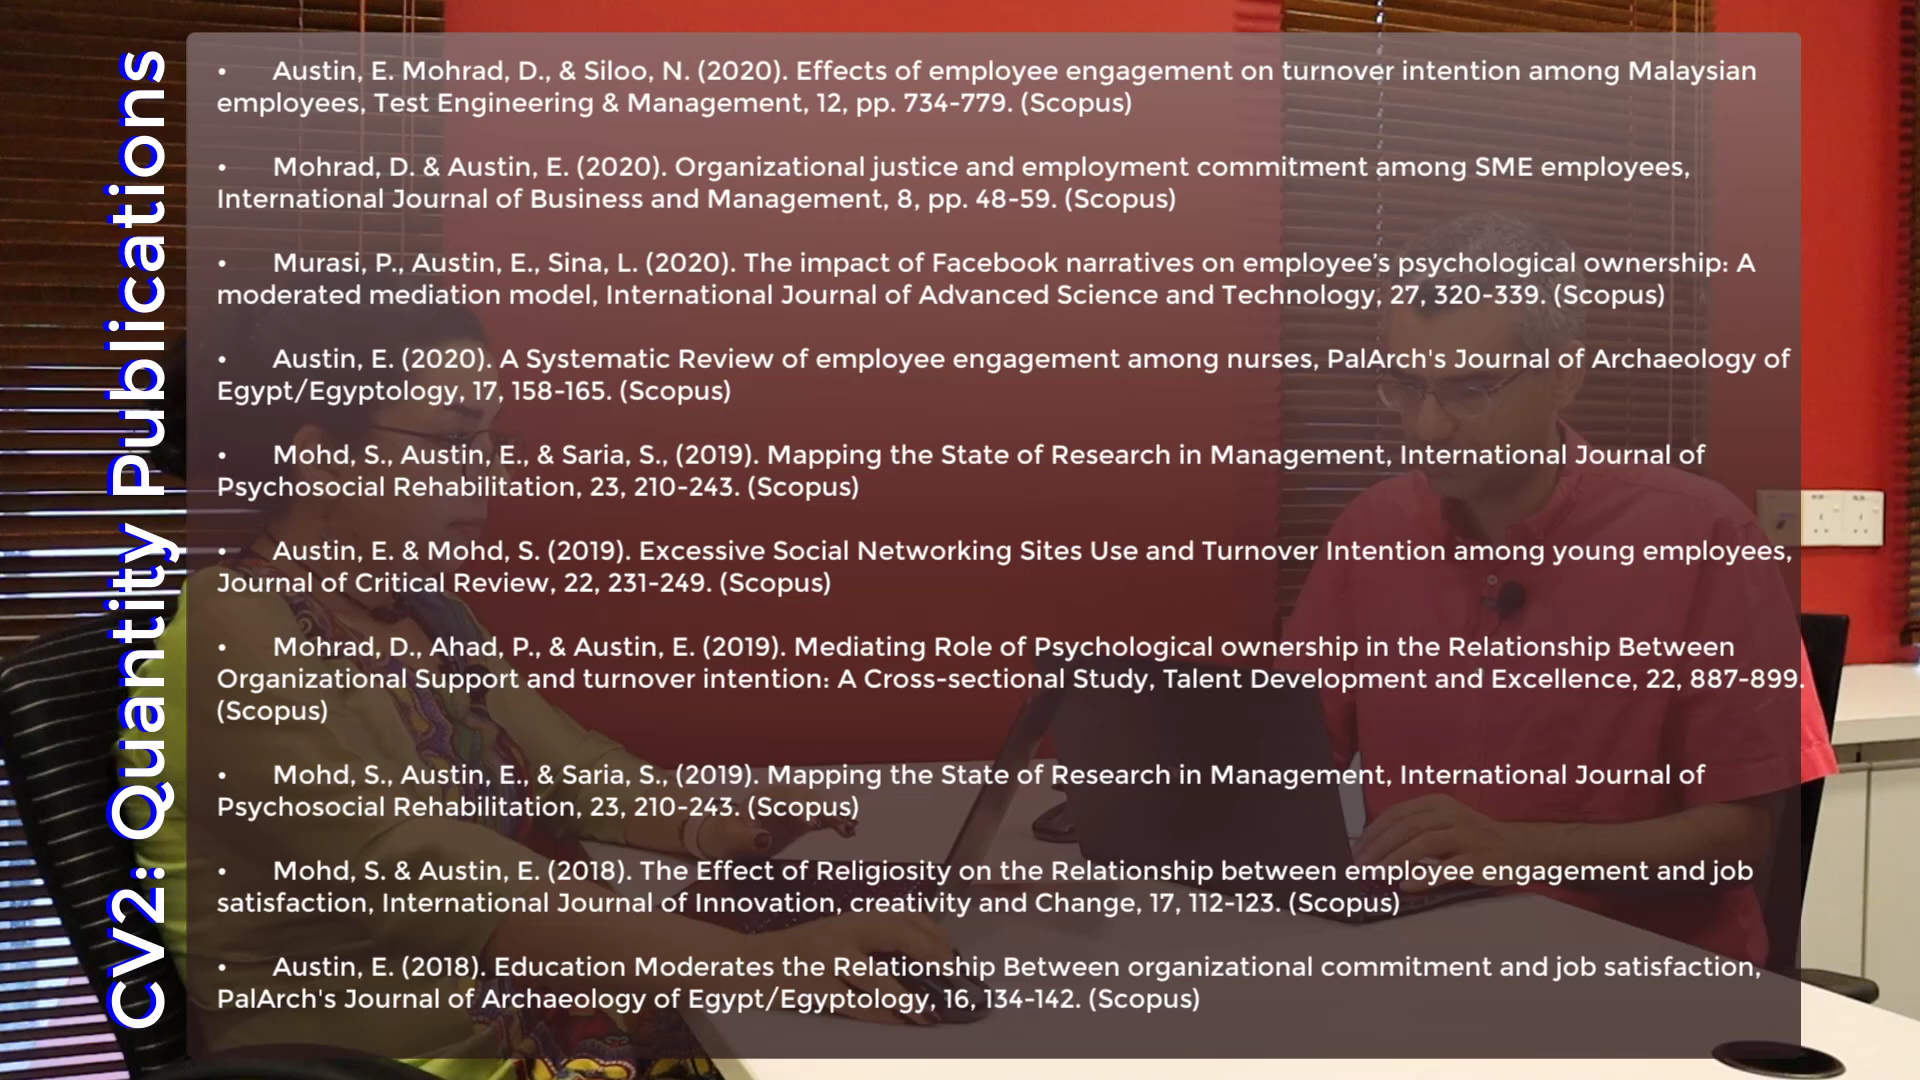 CV2: Quantity Publications
• Austin, E. Mohrad, D., & Siloo, N. (2020). Effects of employee engagement on turnover intention among Malaysian
employees, Test Engineering & Management, 12, pp. 734-779. (Scopus)
• Mohrad, D. & Austin, E. (2020). Organizational justice and employment commitment among SME employees,
International Journal of Business and Management, 8, pp. 48-59. (Scopus)
• Murasi, P., Austin, E., Sina, L. (2020). The impact of Facebook narratives on employee’s psychological ownership: A
moderated mediation model, International Journal of Advanced Science and Technology, 27, 320-339. (Scopus)
• Austin, E. (2020). A Systematic Review of employee engagement among nurses, PalArch's Journal of Archaeology of
Egypt/Egyptology, 17, 158-165. (Scopus)
• Mohd, S., Austin, E., & Saria, S., (2019). Mapping the State of Research in Management, International Journal of
Psychosocial Rehabilitation, 23, 210-243. (Scopus)
• Austin, E. & Mohd, S. (2019). Excessive Social Networking Sites Use and Turnover Intention among young employees,
Journal of Critical Review, 22, 231-249. (Scopus)
• Mohrad, D., Ahad, P., & Austin, E. (2019). Mediating Role of Psychological ownership in the Relationship Between
Organizational Support and turnover intention: A Cross-sectional Study, Talent Development and Excellence, 22, 887-899.
(Scopus)
• Mohd, S., Austin, E., & Saria, S., (2019). Mapping the State of Research in Management, International Journal of
Psychosocial Rehabilitation, 23, 210-243. (Scopus)
• Mohd, S. & Austin, E. (2018). The Effect of Religiosity on the Relationship between employee engagement and job
satisfaction, International Journal of Innovation, creativity and Change, 17, 112-123. (Scopus)
• Austin, E. (2018). Education Moderates the Relationship Between organizational commitment and job satisfaction,
PalArch's Journal of Archaeology of Egypt/Egyptology, 16, 134-142. (Scopus)